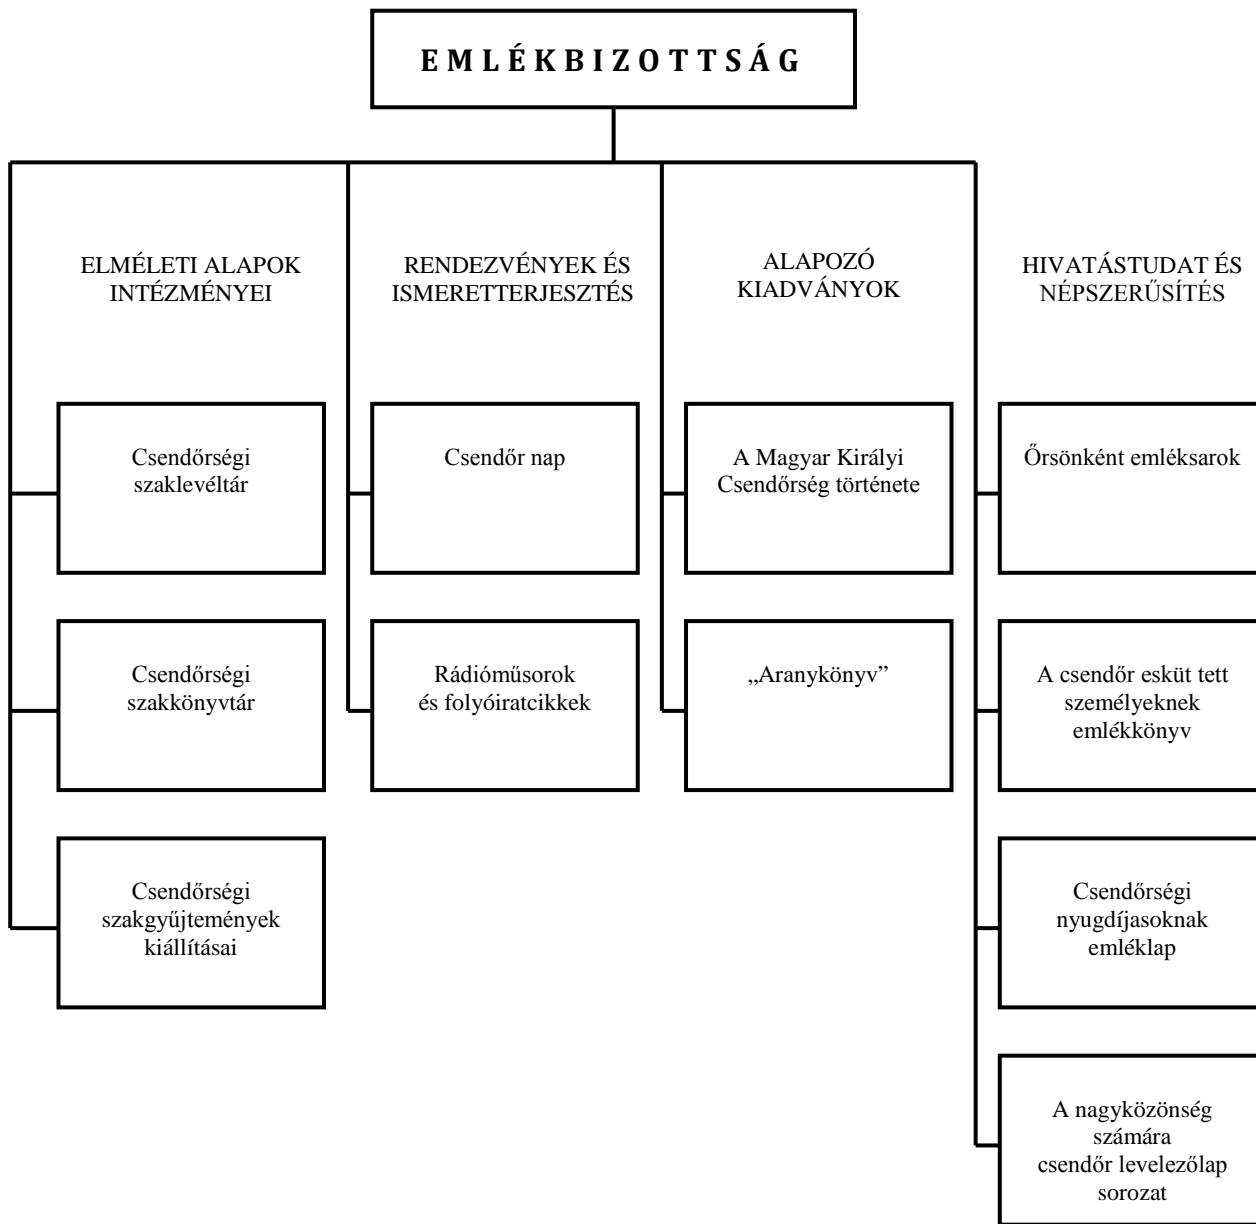 EMLÉKBIZOTTSÁG
ELMÉLETI ALAPOK
INTÉZMÉNYEI
RENDEZVÉNYEK ÉS
ISMERETTERJESZTÉS
ALAPOZÓ
KIADVÁNYOK
HIVATÁSTUDAT ÉS
NÉPSZERŰSÍTÉS
Csendőrségi
szaklevéltár
Csendőr nap
A Magyar Királyi
Csendőrség története
Őrsönként emléksarok
Csendőrségi
szakkönyvtár
Rádióműsorok
és folyóiratcikkek
„Aranykönyv”
A csendőr esküt tett
személyeknek
emlékkönyv
Csendőrségi
szakgyűjtemények
kiállításai
Csendőrségi
nyugdíjasoknak
emléklap
A nagyközönség
számára
csendőr levelezőlap
sorozat